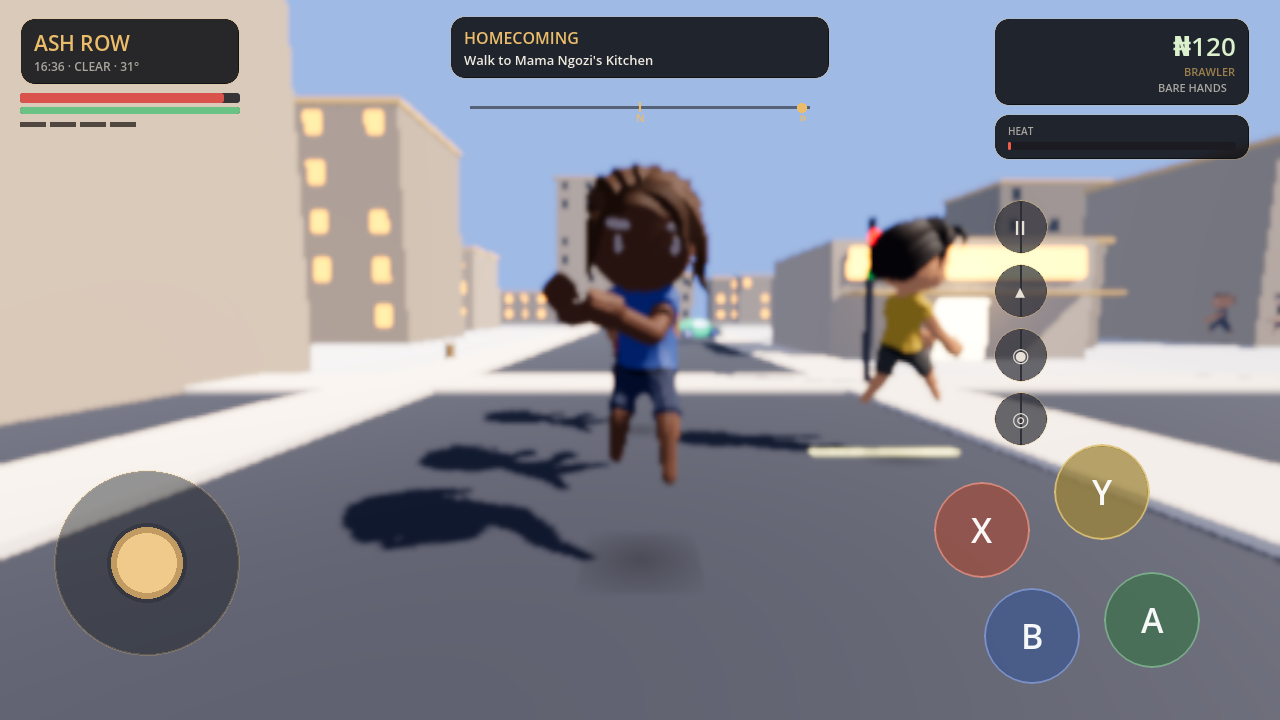 ASH ROW
16:36 · CLEAR · 31°
HOMECOMING
Walk to Mama Ngozi's Kitchen
N
₦120
BRAWLER
BARE HANDS
HEAT
X
Y
B
A